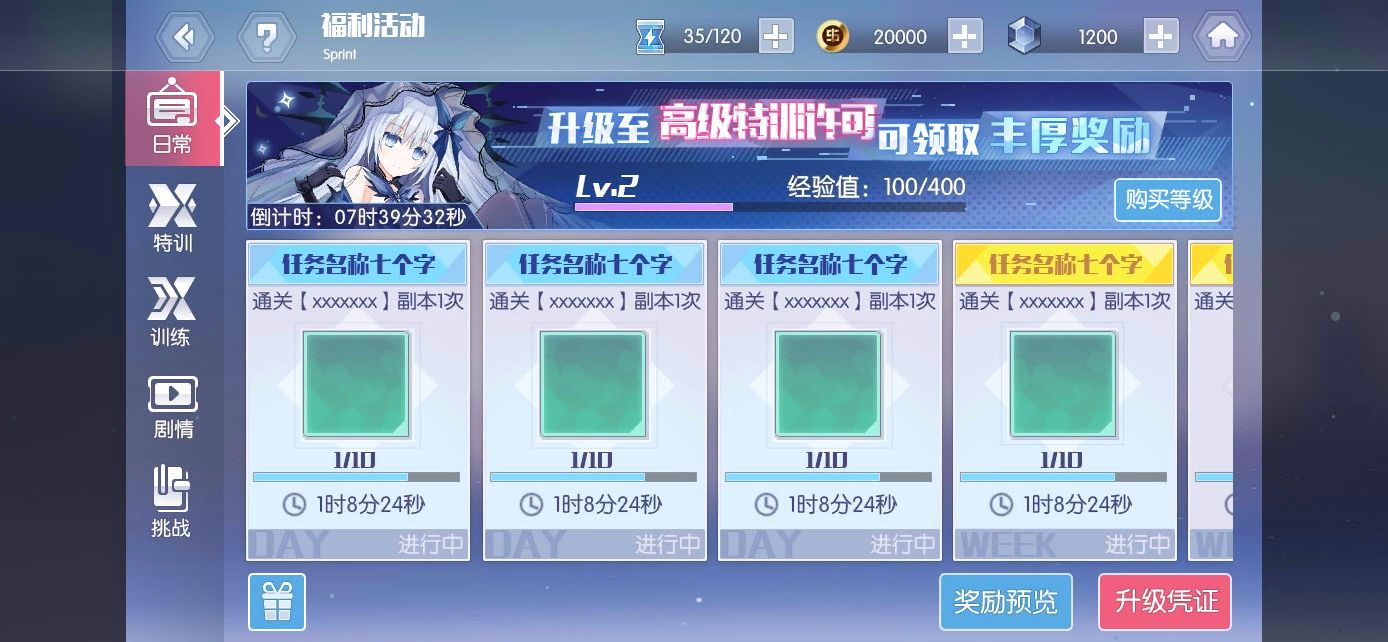 福利活动
Sprint
35/120
20000
1200
日常
特训
训练
剧情
挑战
升级至 高级特训许可 可领取 丰厚奖励
Lv.2
经验值：100/400
购买等级
倒计时：07时39分32秒
任务名称七个字
通关【xxxxxxx】副本1次
1/10
1时8分24秒
DAY
进行中
任务名称七个字
通关【xxxxxxx】副本1次
1/10
1时8分24秒
DAY
进行中
任务名称七个字
通关【xxxxxxx】副本1次
1/10
1时8分24秒
DAY
进行中
任务名称七个字
通关【xxxxxxx】副本1次
1/10
1时8分24秒
WEEK
进行中
通关
奖励预览
升级凭证